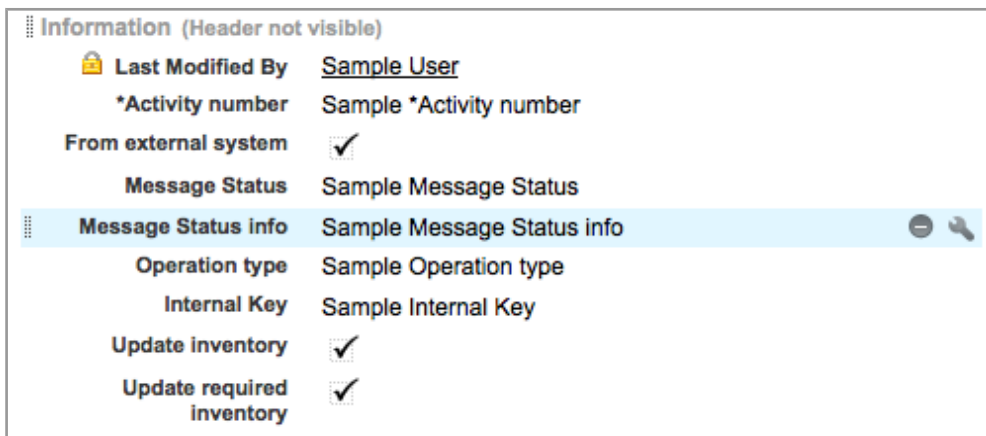 Information (Header not visible)
Last Modified By Sample User
*Activity number Sample *Activity number
From external system
Message Status Sample Message Status
Message Status info Sample Message Status info
Operation type Sample Operation type
Internal Key Sample Internal Key
Update inventory
Update required
inventory